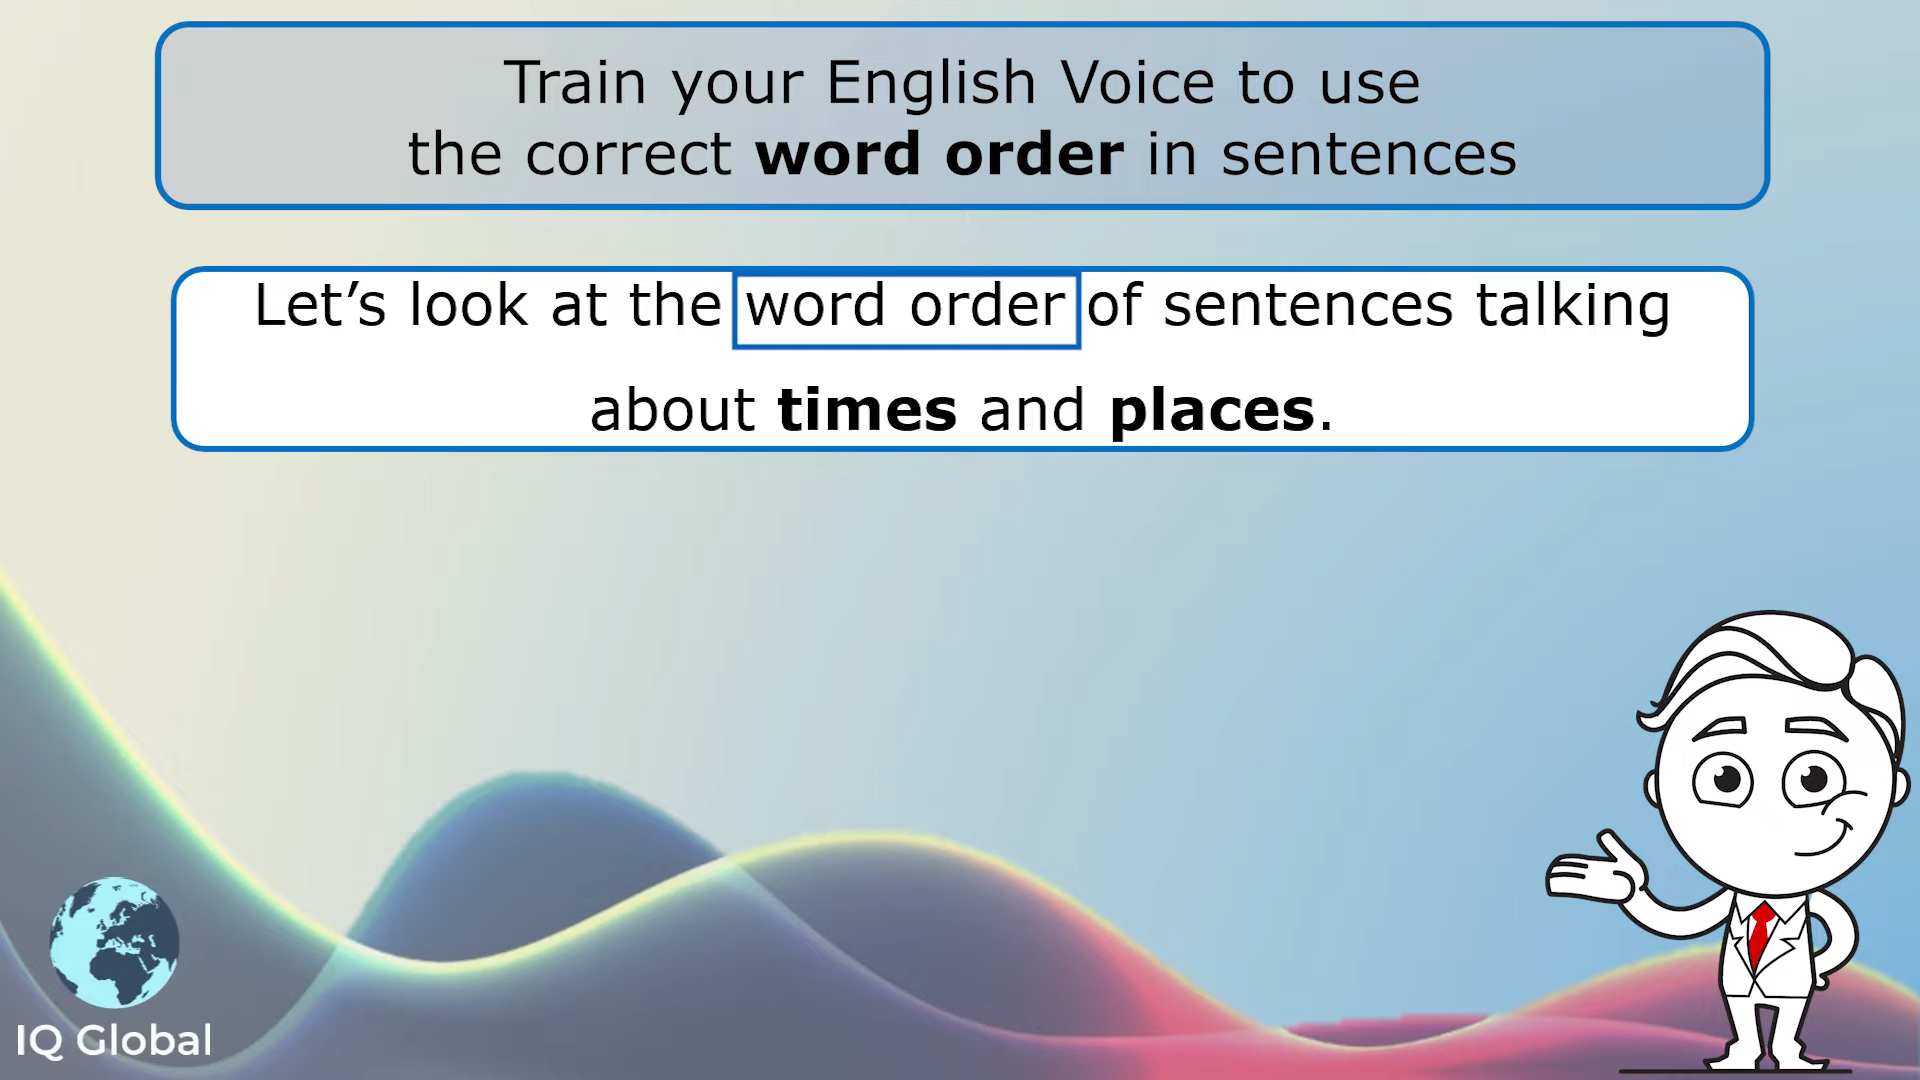 Train your English Voice to use
the correct word order in sentences
Let’s look at the word order of sentences talking
about times and places.
IQ Global